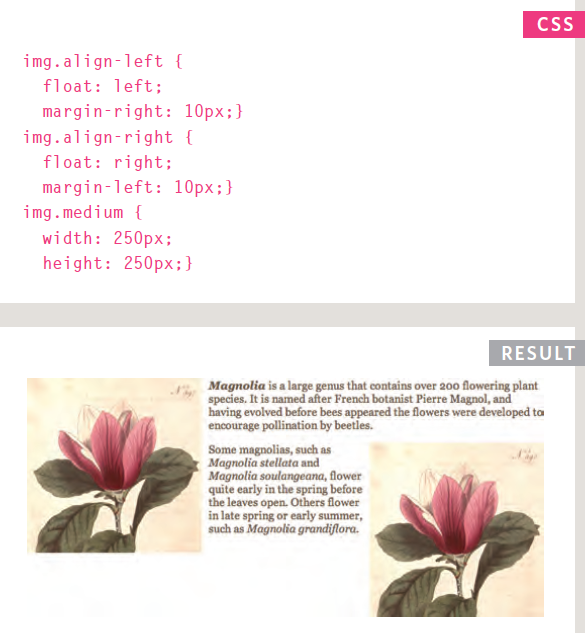 CSS
img.align-left {
float: left;
margin-right: 10px;}
img.align-right {
float: right;
margin-left: 10px;}
img.medium {
width: 250px;
height: 250px;}
RESULT
Magnolia is a large genus that contains over 200 flowering plant
species. It is named after French botanist Pierre Magnol, and
having evolved before bees appeared the flowers were developed to
encourage pollination by beetles.
Some magnolias, such as
Magnolia stellata and
Magnolia soulangeana, flower
quite early in the spring before
the leaves open. Others flower
in late spring or early summer,
such as Magnolia grandiflora.